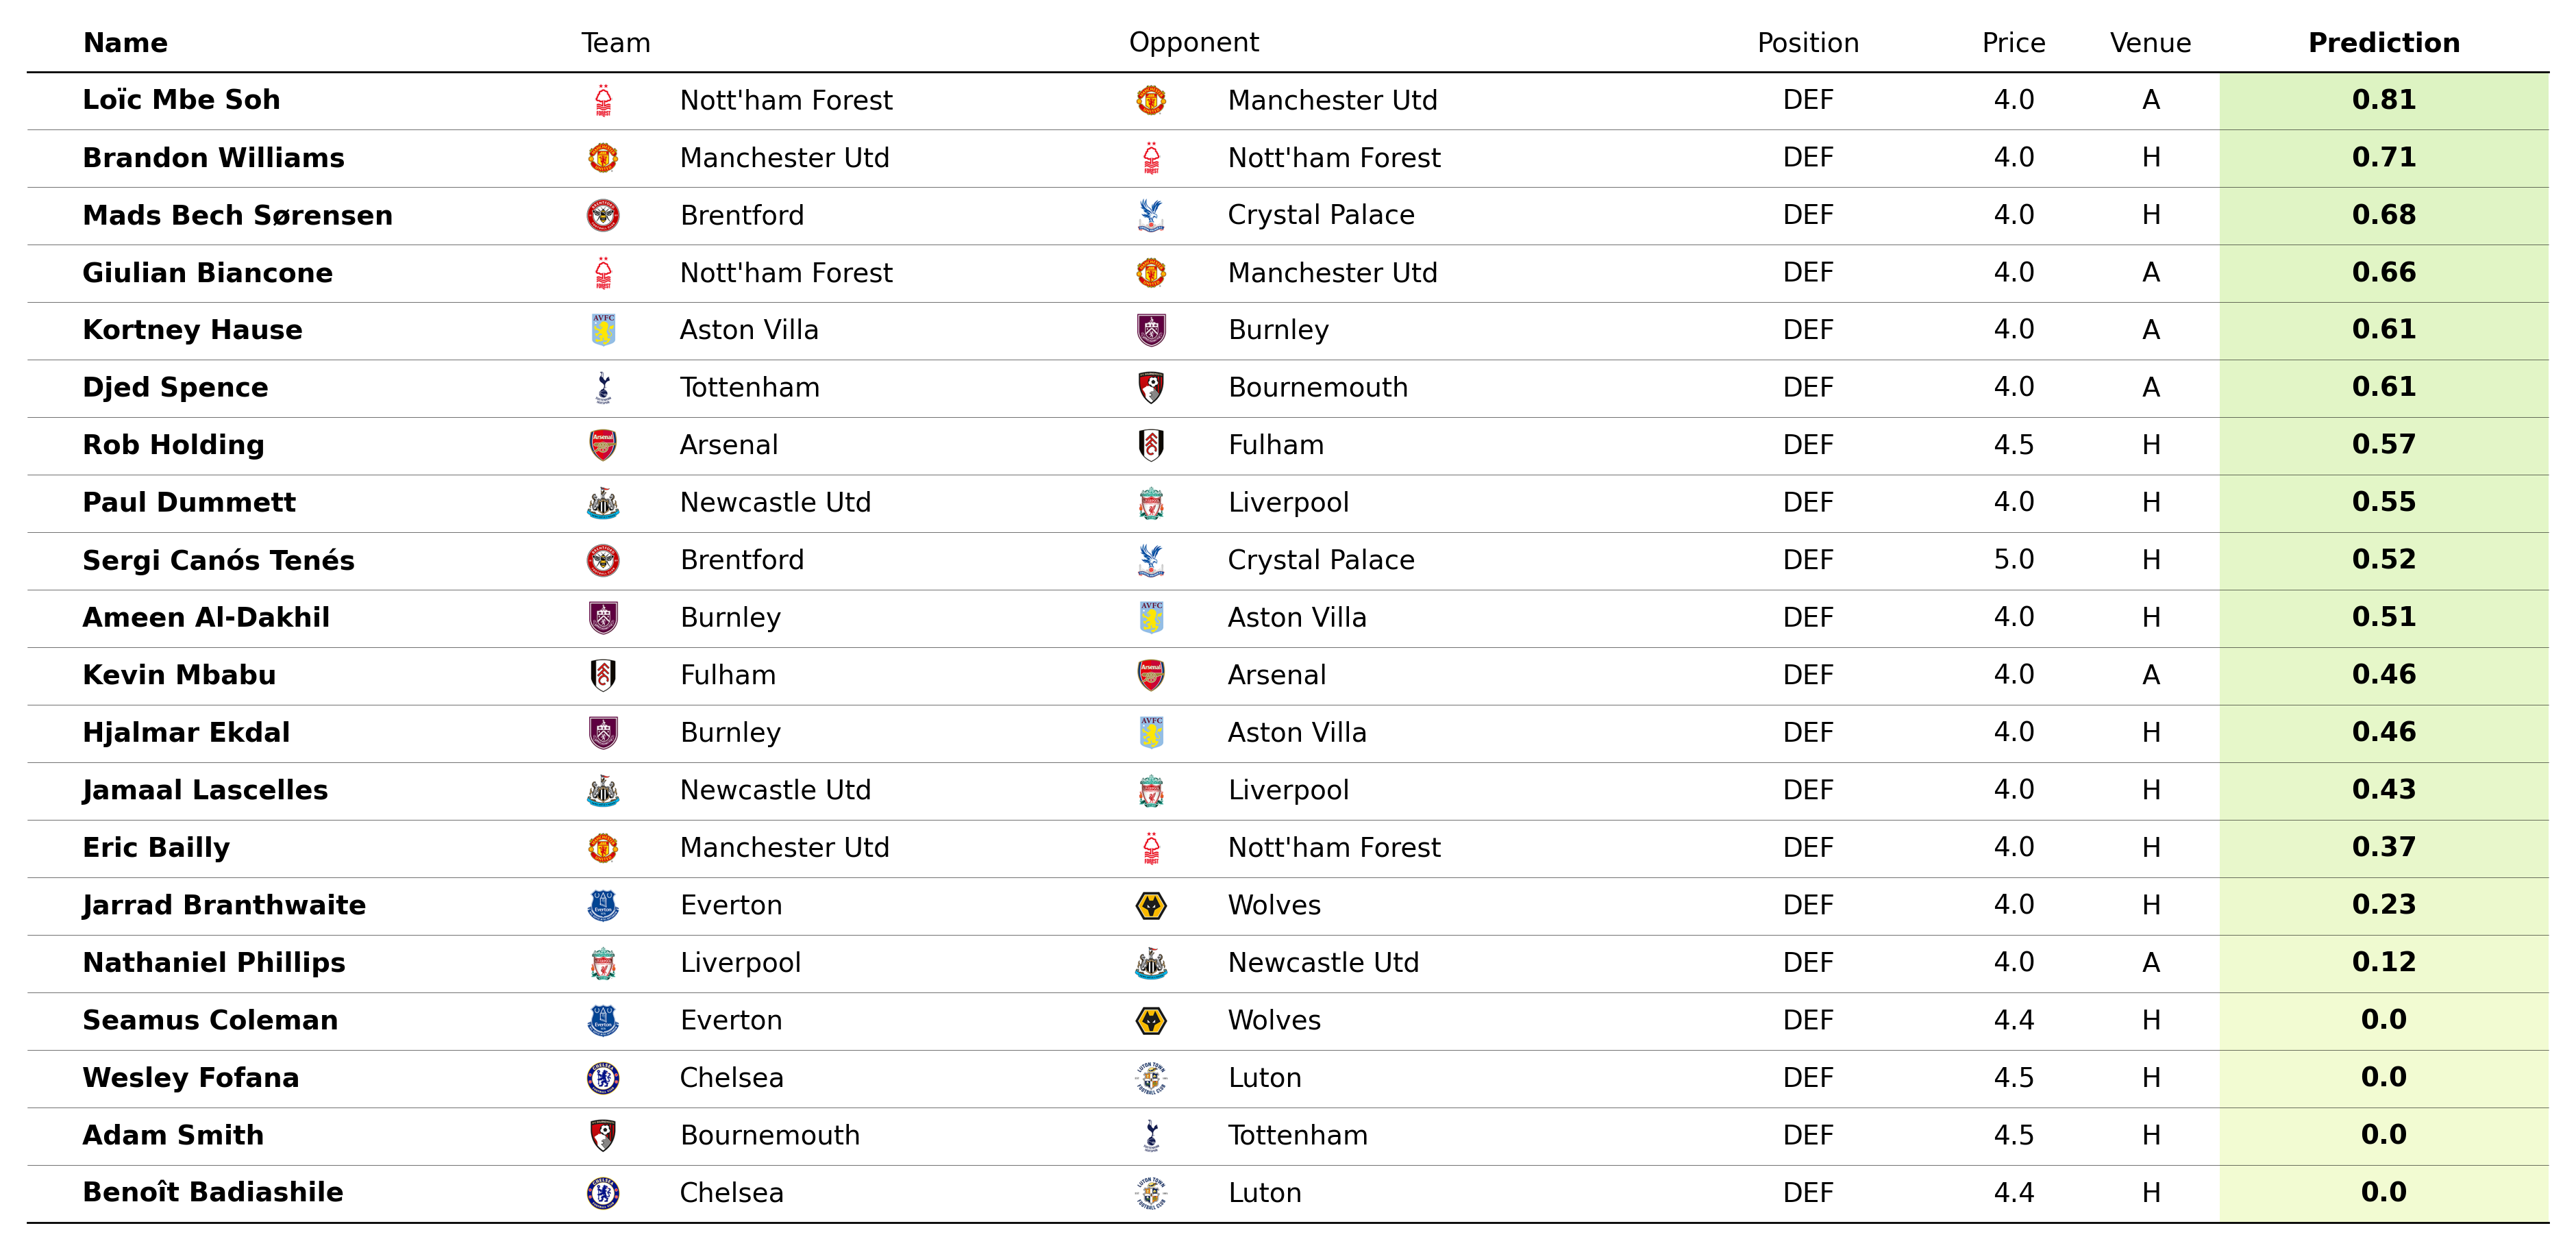 Name Team Opponent Position Price Venue Prediction
Loïc Mbe Soh Nott'ham Forest Manchester Utd DEF 4.0 A 0.81
Brandon Williams Manchester Utd Nott'ham Forest DEF 4.0 H 0.71
Mads Bech Sørensen Brentford Crystal Palace DEF 4.0 H 0.68
Giulian Biancone Nott'ham Forest Manchester Utd DEF 4.0 A 0.66
Kortney Hause Aston Villa Burnley DEF 4.0 A 0.61
Djed Spence Tottenham Bournemouth DEF 4.0 A 0.61
Rob Holding Arsenal Fulham DEF 4.5 H 0.57
Paul Dummett Newcastle Utd Liverpool DEF 4.0 H 0.55
Sergi Canós Tenés Brentford Crystal Palace DEF 5.0 H 0.52
Ameen Al-Dakhil Burnley Aston Villa DEF 4.0 H 0.51
Kevin Mbabu Fulham Arsenal DEF 4.0 A 0.46
Hjalmar Ekdal Burnley Aston Villa DEF 4.0 H 0.46
Jamaal Lascelles Newcastle Utd Liverpool DEF 4.0 H 0.43
Eric Bailly Manchester Utd Nott'ham Forest DEF 4.0 H 0.37
Jarrad Branthwaite Everton Wolves DEF 4.0 H 0.23
Nathaniel Phillips Liverpool Newcastle Utd DEF 4.0 A 0.12
Seamus Coleman Everton Wolves DEF 4.4 H 0.0
Wesley Fofana Chelsea Luton DEF 4.5 H 0.0
Adam Smith Bournemouth Tottenham DEF 4.5 H 0.0
Benoît Badiashile Chelsea Luton DEF 4.4 H 0.0